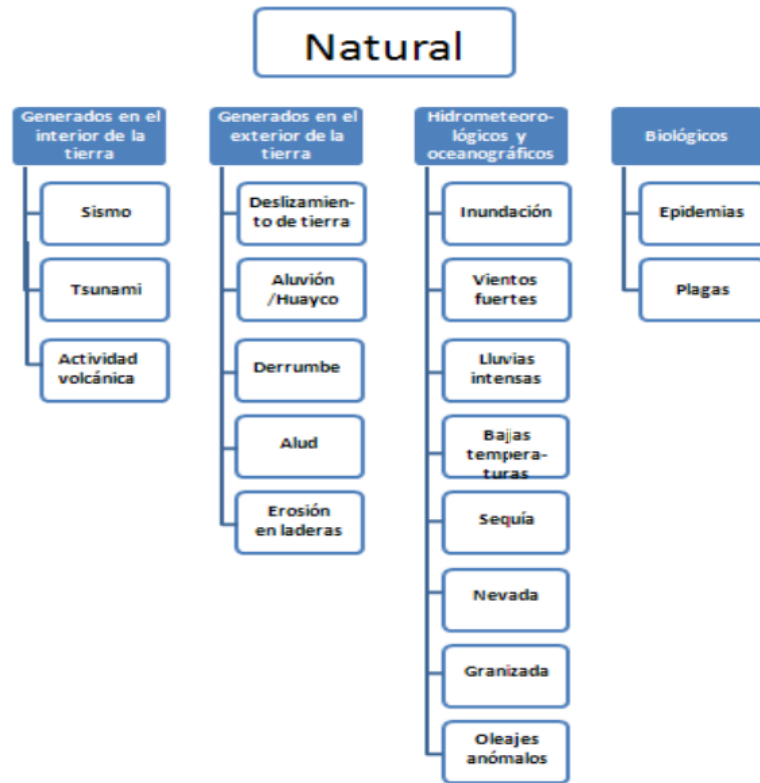 Natural
Generados en el
interior de la
tierra
Sismo
Tsunami
Actividad
volcánica
Generados en el
exterior de la
tierra
Deslizamien-
to de tierra
Aluvión
/Huayco
Derrumbe
Alud
Erosión
en laderas
Hidrometeoro-
lógicos y
oceanográficos
Inundación
Vientos
fuertes
Lluvias
intensas
Bajas
tempera-
turas
Sequía
Nevada
Granizada
Oleajes
anómalos
Biológicos
Epidemias
Plagas